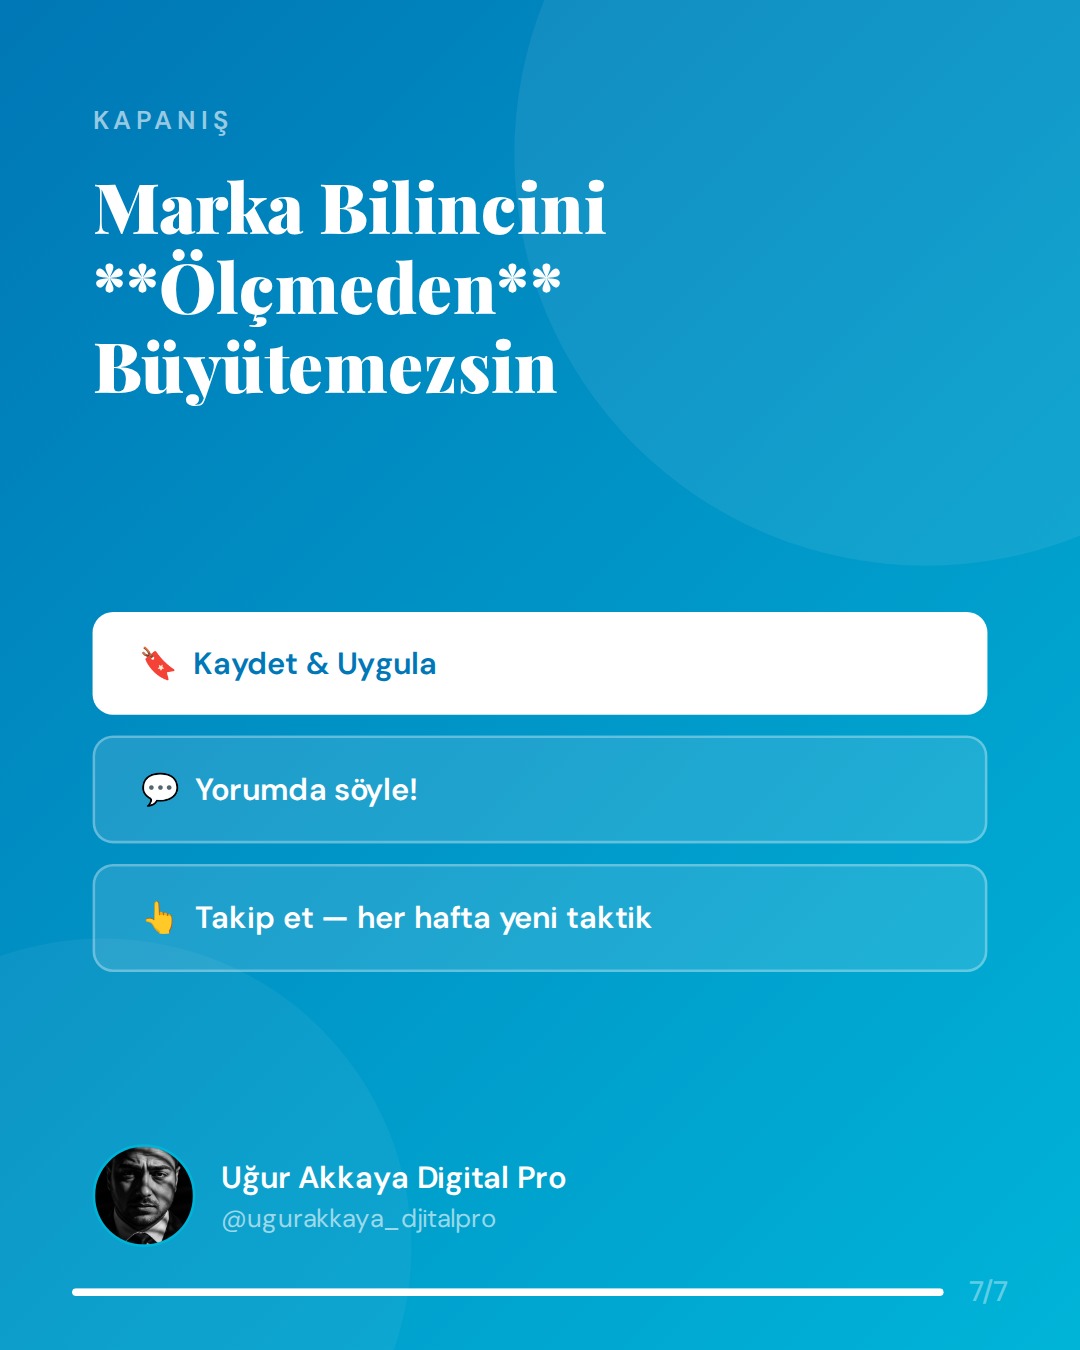 KAPANIŞ
Marka Bilincini
**Ölçmeden**
Büyütemezsin
🔖 Kaydet & Uygula
💬 Yorumda söyle!
👆 Takip et — her hafta yeni taktik
Uğur Akkaya Digital Pro
@ugurakkaya_djitalpro
7/7